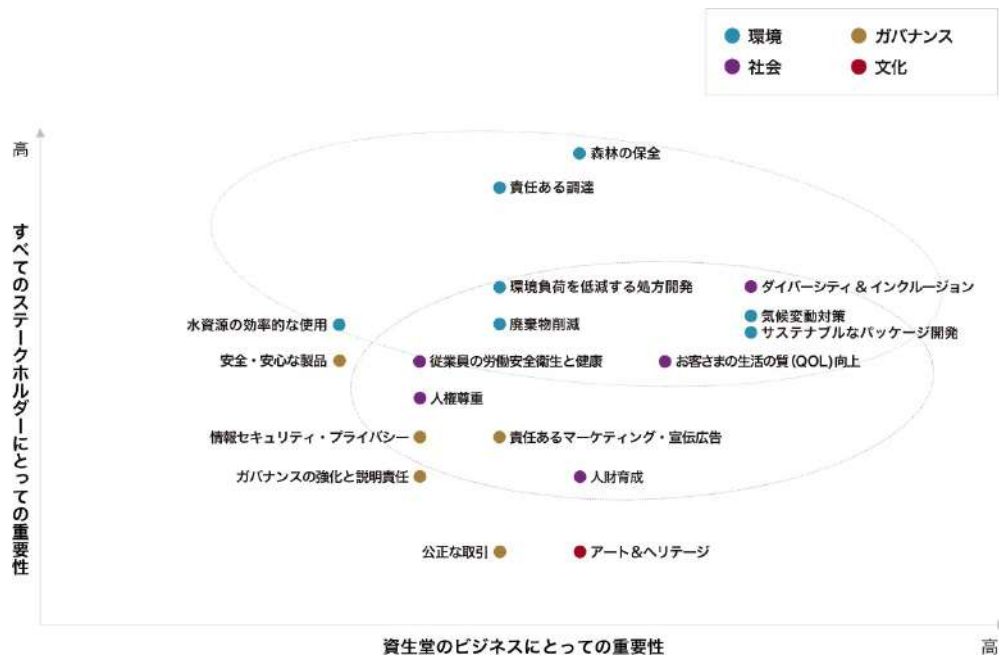 環境
ガバナンス
社会
文化
高
すべてのステークホルダーにとっての重要性
森林の保全
責任ある調達
環境負荷を低減する処方開発
ダイバーシティ & インクルージョン
水資源の効率的な使用
廃棄物削減
気候変動対策
サステナブルなパッケージ開発
安全・安心な製品
従業員の労働安全衛生と健康
お客さまの生活の質(QOL)向上
人権尊重
情報セキュリティ・プライバシー
責任あるマーケティング・宣伝広告
ガバナンスの強化と説明責任
人財育成
公正な取引
アート&ヘリテージ
資生堂のビジネスにとっての重要性
高